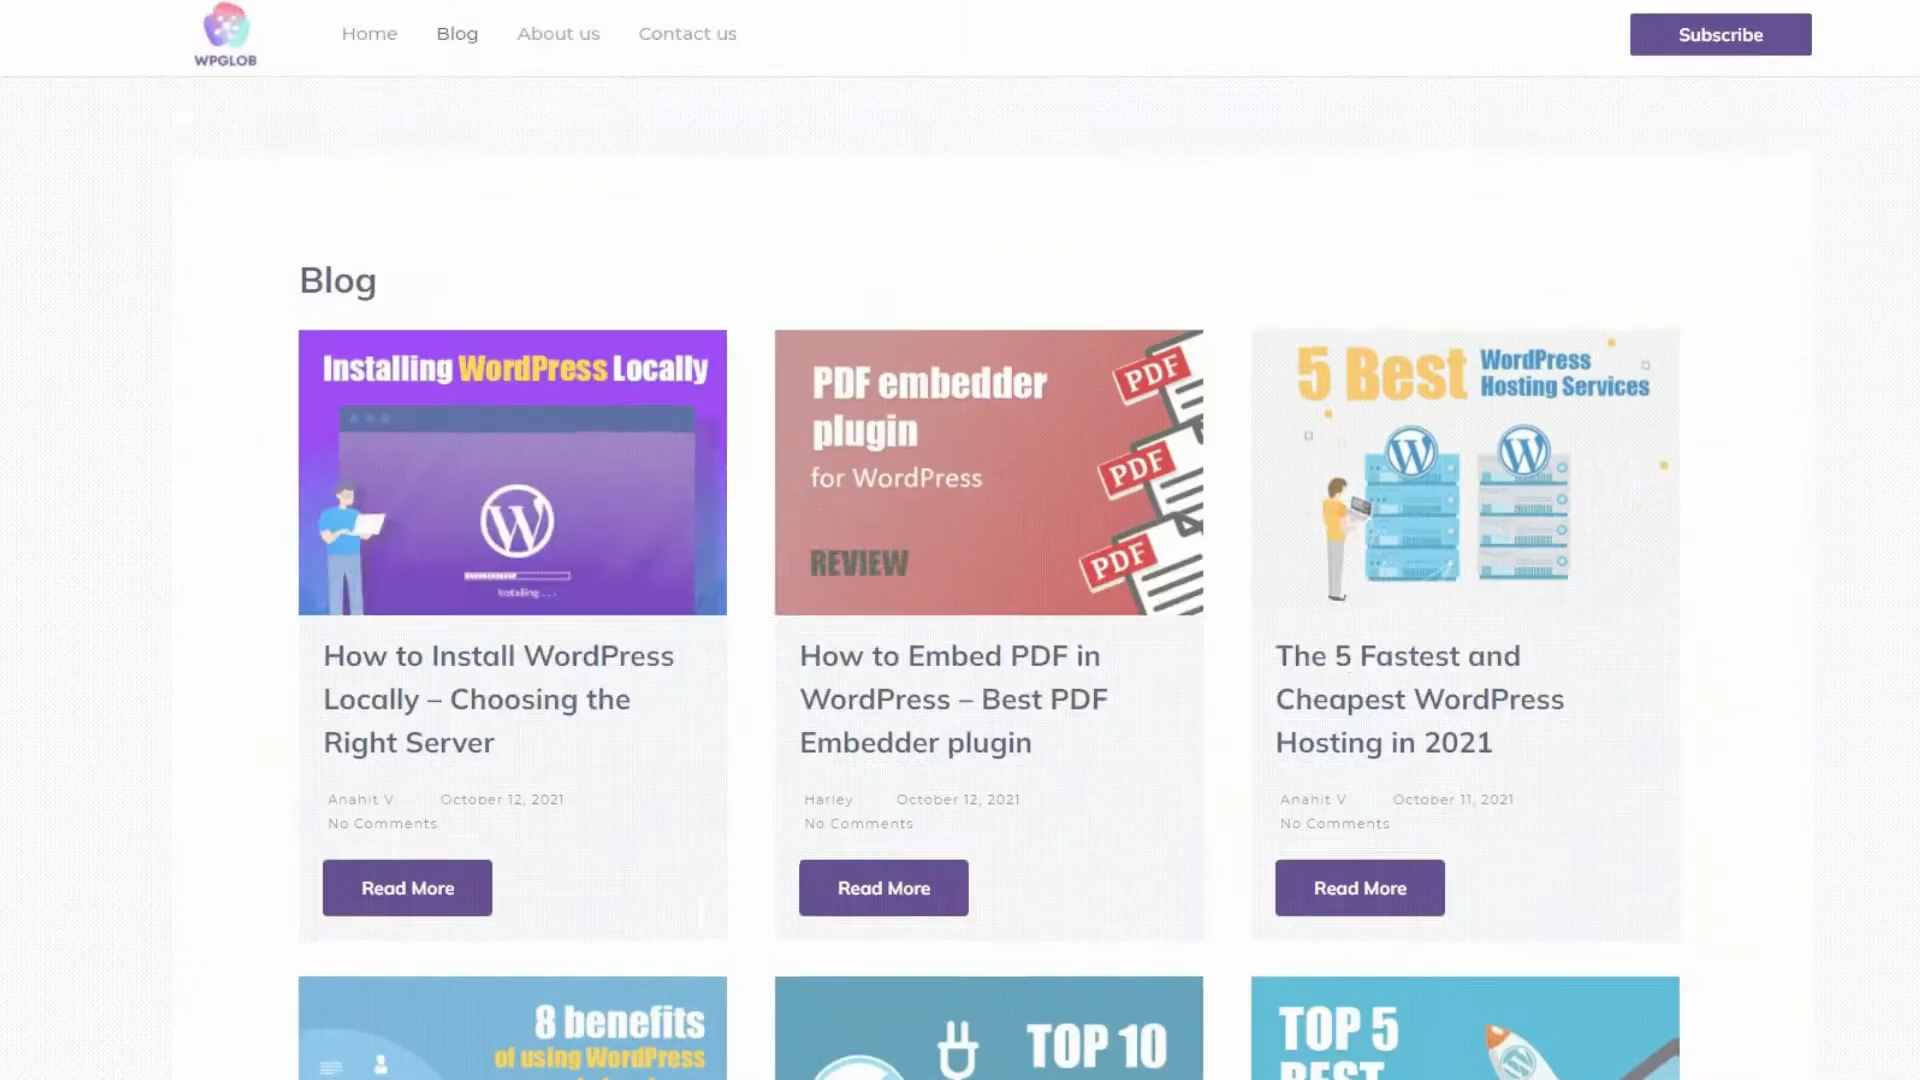 WPGLOB
Home
Blog
About us
Contact us
Subscribe
Blog
Installing WordPress Locally
Installing . . .
How to Install WordPress
Locally – Choosing the
Right Server
Anahit V.
October 12, 2021
No Comments
Read More
PDF embedder
plugin
for WordPress
REVIEW
PDF
PDF
PDF
How to Embed PDF in
WordPress – Best PDF
Embedder plugin
Harley
October 12, 2021
No Comments
Read More
5 Best
WordPress
Hosting Services
The 5 Fastest and
Cheapest WordPress
Hosting in 2021
Anahit V
October 11, 2021
No Comments
Read More
8 benefits
of using WordPress
TOP 10
TOP 5
BEST